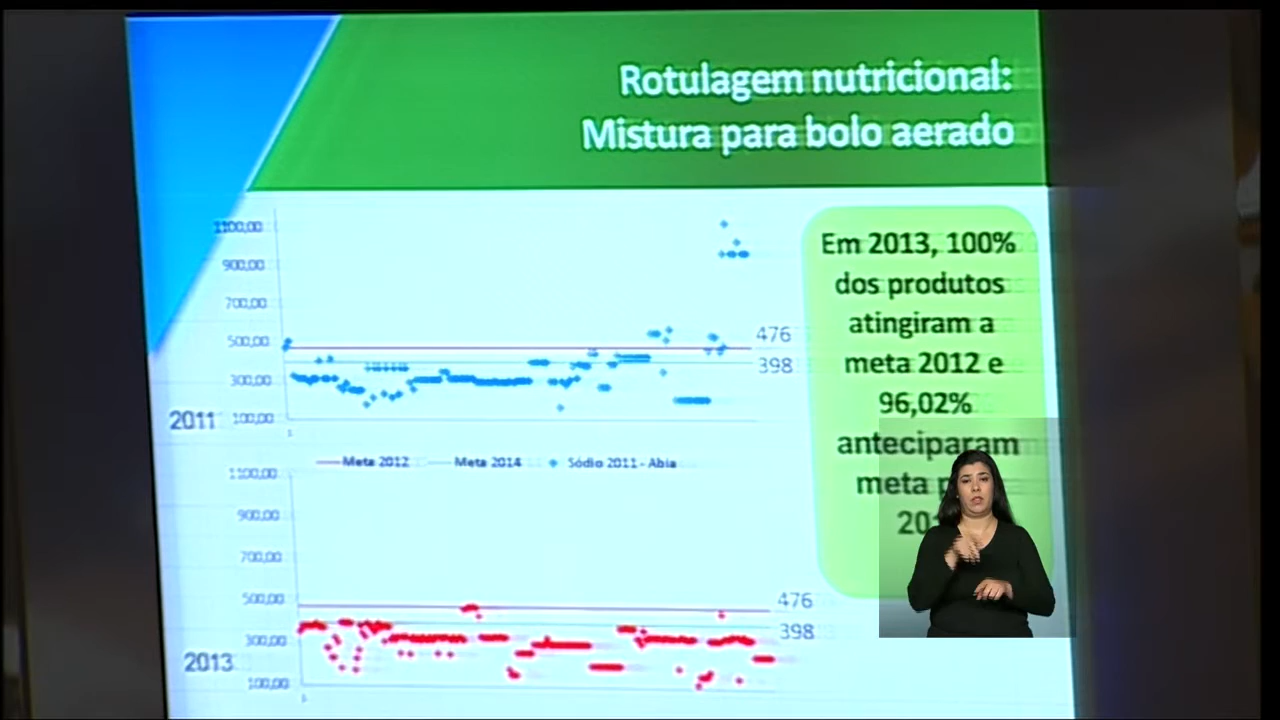 Rotulagem nutricional:
Mistura para bolo aerado
1100,00
900,00
700,00
500,00
300,00
100,00
2011
1
476
398
Meta 2012
Meta 2014
Sódio 2011 - Abia
1100,00
900,00
700,00
500,00
300,00
100,00
2013
476
398
Em 2013, 100%
dos produtos
atingiram a
meta 2012 e
96,02%
anteciparam
meta